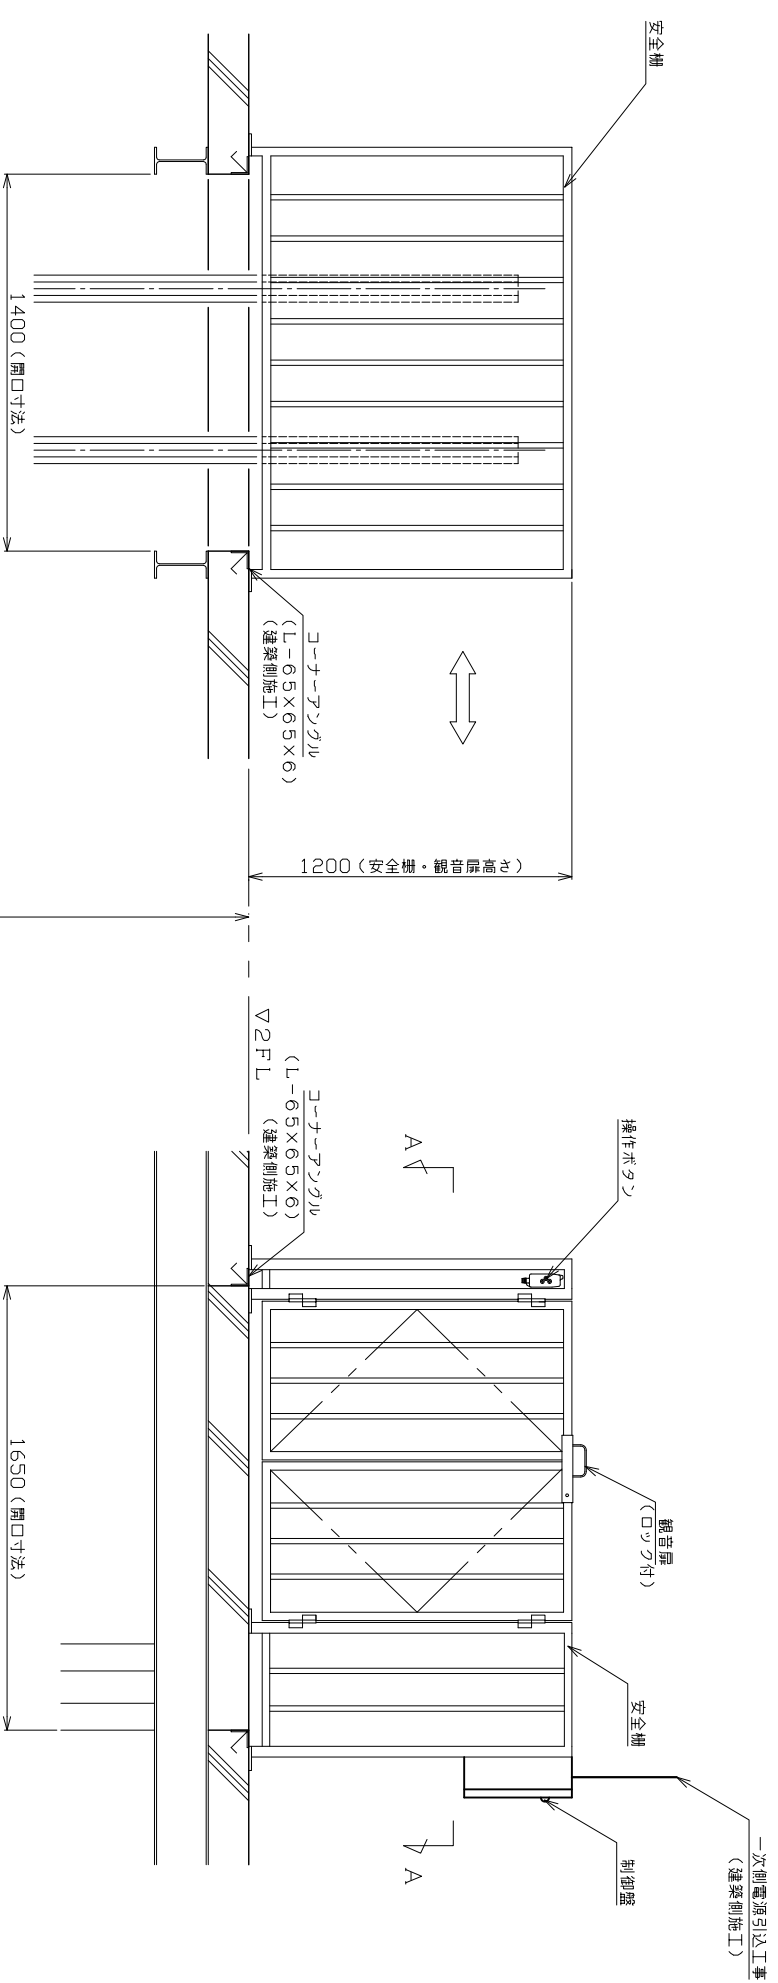 安全柵
1400（開口寸法）
コーナーアングル
（L-65×65×6）
（建築側施工）
1200（安全柵・観音扉高さ）
▽2FL
コーナーアングル
（L-65×65×6）
（建築側施工）
A
操作ボタン
観音扉
（ロック付）
安全柵
一次側電源引込工事
（建築側施工）
制御盤
A
1650（開口寸法）